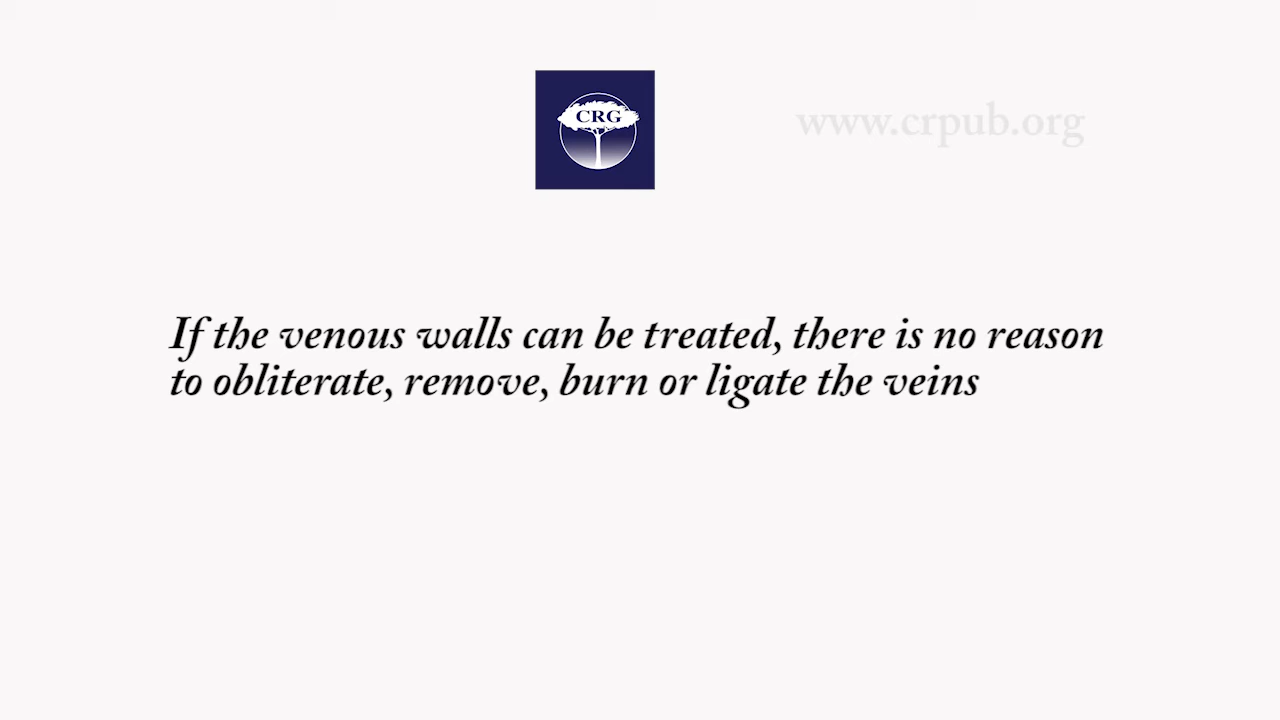 CRG
www.crpub.org
If the venous walls can be treated, there is no reason
to obliterate, remove, burn or ligate the veins